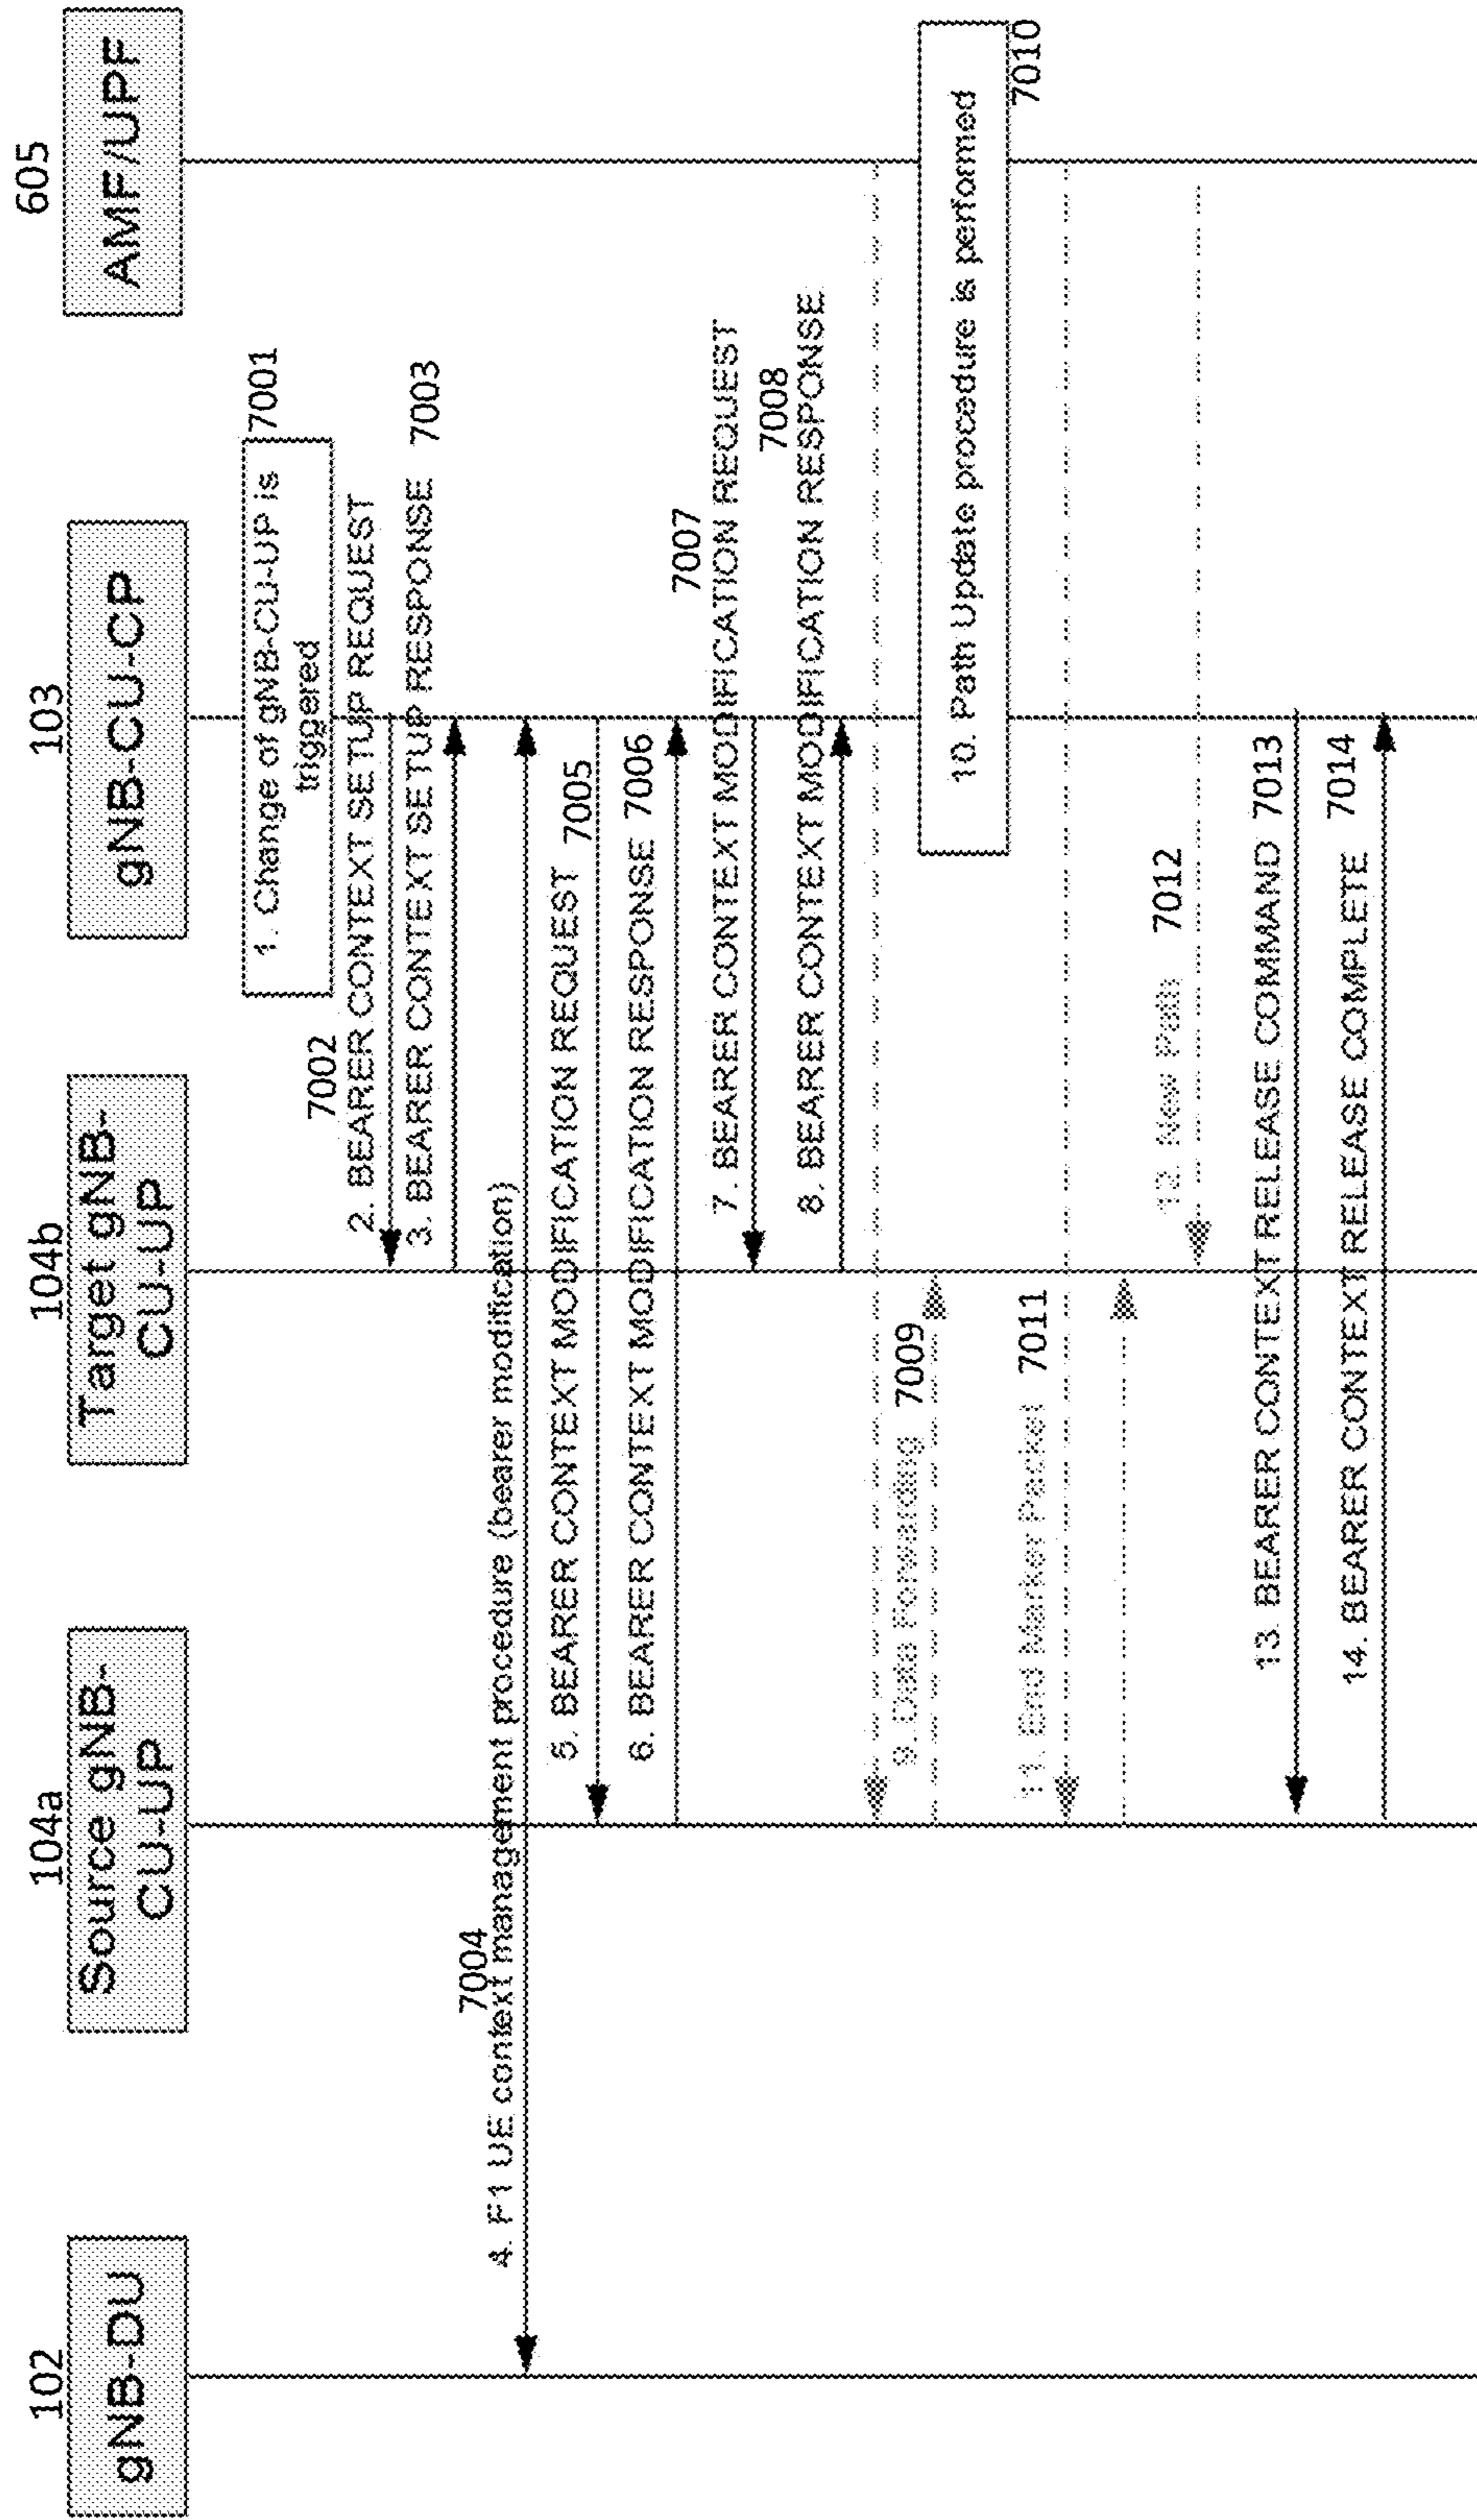 102
104a
104b
103
605
gNB-DU
Source gNB-
CU-UP
Target gNB-
CU-UP
gNB-CU-CP
AMF/UPF
1. Change of gNB-CU-UP is
triggered
7001
7002
2. BEARER CONTEXT SETUP REQUEST
3. BEARER CONTEXT SETUP RESPONSE 7003
7004
4. F1 UE context management procedure (bearer modification)
5. BEARER CONTEXT MODIFICATION REQUEST 7005
6. BEARER CONTEXT MODIFICATION RESPONSE 7006
7007
7. BEARER CONTEXT MODIFICATION REQUEST
7008
8. BEARER CONTEXT MODIFICATION RESPONSE
9. Data Forwarding 7009
10. Path Update procedure is performed
7010
11. End Marker Packet 7011
12. New Path 7012
13. BEARER CONTEXT RELEASE COMMAND 7013
14. BEARER CONTEXT RELEASE COMPLETE 7014